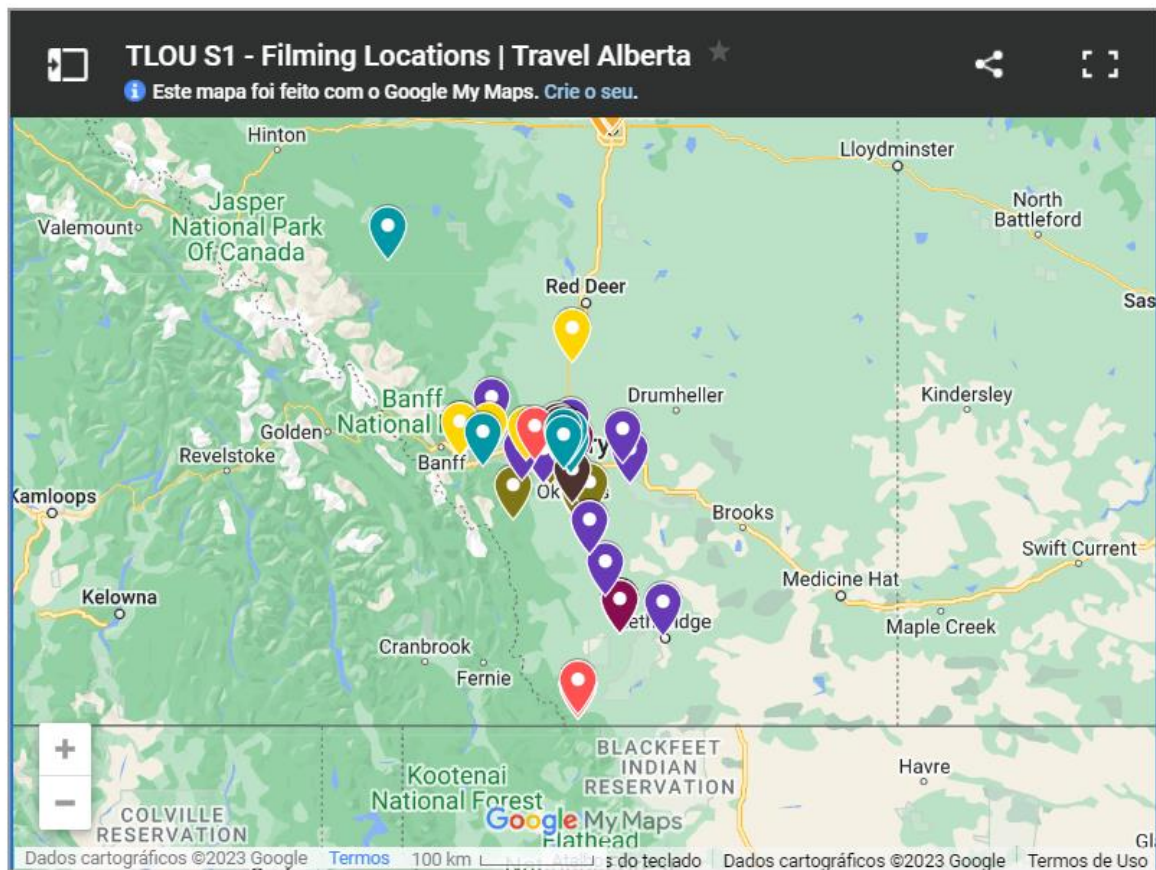 TLOU S1 - Filming Locations | Travel Alberta
Este mapa foi feito com o Google My Maps. Crie o seu.
Hinton
Lloydminster
Jasper
National Park
Of Canada
Valemount
North
Battleford
Red Deer
Sas
Banff
National
Drumheller
Kindersley
Golden
Revelstoke
Banff
Kamloops
Brooks
Swift Current
Medicine Hat
Kelowna
Maple Creek
Cranbrook
Fernie
BLACKFEET
INDIAN
RESERVATION
Havre
Kootenai
National Forest
COLVILLE
RESERVATION
Google My Maps
Flathead
Dados cartográficos ©2023 Google Termos 100 km s do teclado Dados cartográficos ©2023 Google Termos de Uso